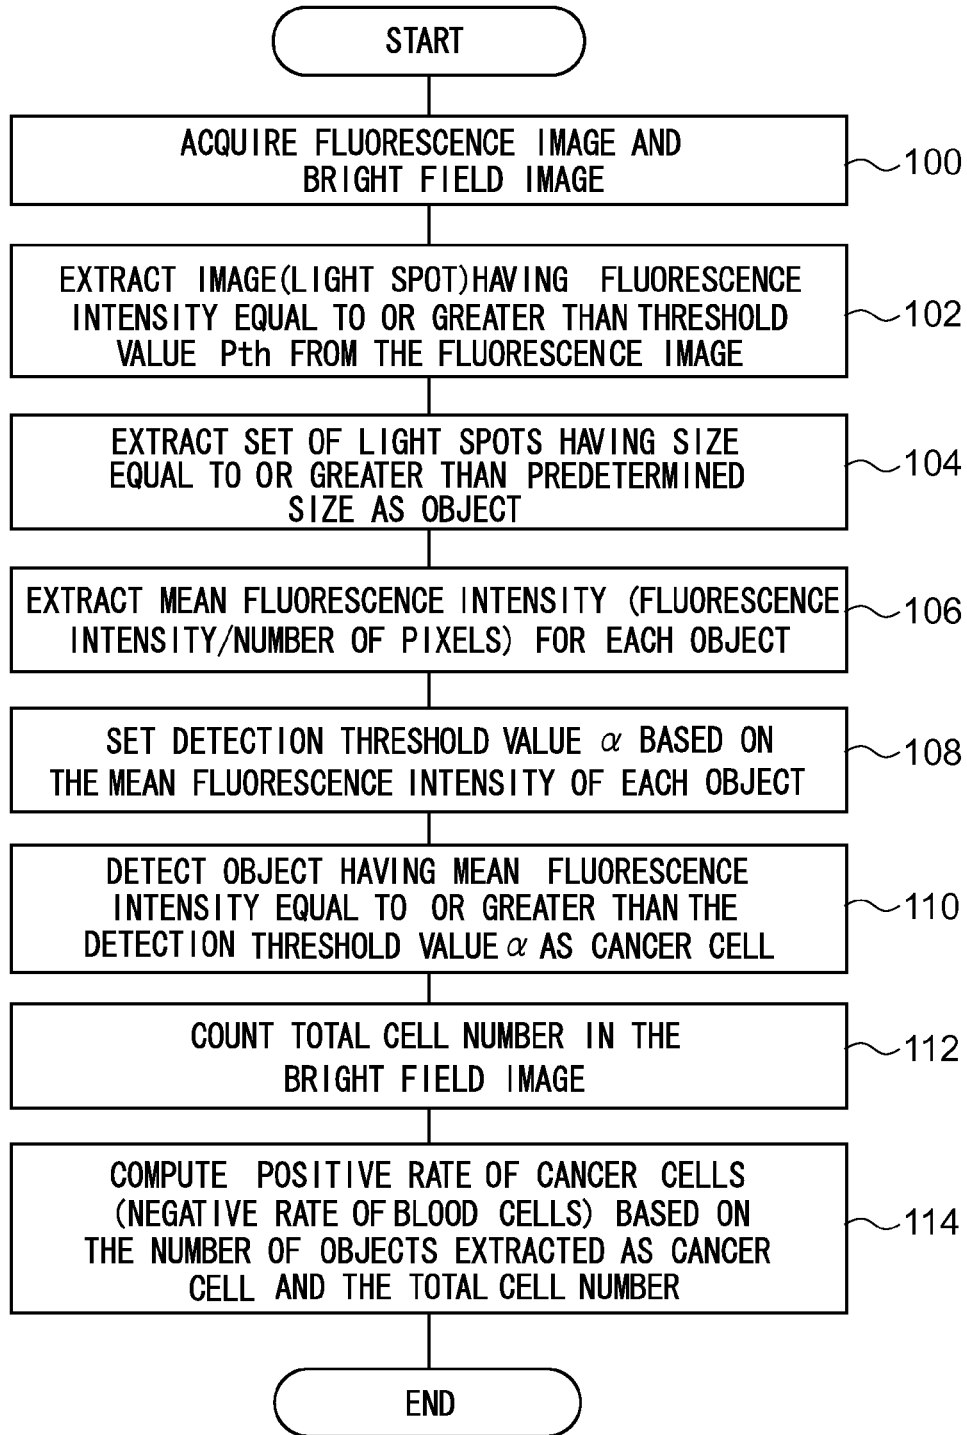 START
ACQUIRE FLUORESCENCE IMAGE AND
BRIGHT FIELD IMAGE
100
EXTRACT IMAGE(LIGHT SPOT)HAVING FLUORESCENCE
INTENSITY EQUAL TO OR GREATER THAN THRESHOLD
VALUE Pth FROM THE FLUORESCENCE IMAGE
102
EXTRACT SET OF LIGHT SPOTS HAVING SIZE
EQUAL TO OR GREATER THAN PREDETERMINED
SIZE AS OBJECT
104
EXTRACT MEAN FLUORESCENCE INTENSITY (FLUORESCENCE
INTENSITY/NUMBER OF PIXELS) FOR EACH OBJECT
106
SET DETECTION THRESHOLD VALUE α BASED ON
THE MEAN FLUORESCENCE INTENSITY OF EACH OBJECT
108
DETECT OBJECT HAVING MEAN FLUORESCENCE
INTENSITY EQUAL TO OR GREATER THAN THE
DETECTION THRESHOLD VALUE α AS CANCER CELL
110
COUNT TOTAL CELL NUMBER IN THE
BRIGHT FIELD IMAGE
112
COMPUTE POSITIVE RATE OF CANCER CELLS
(NEGATIVE RATE OF BLOOD CELLS) BASED ON
THE NUMBER OF OBJECTS EXTRACTED AS CANCER
CELL AND THE TOTAL CELL NUMBER
114
END